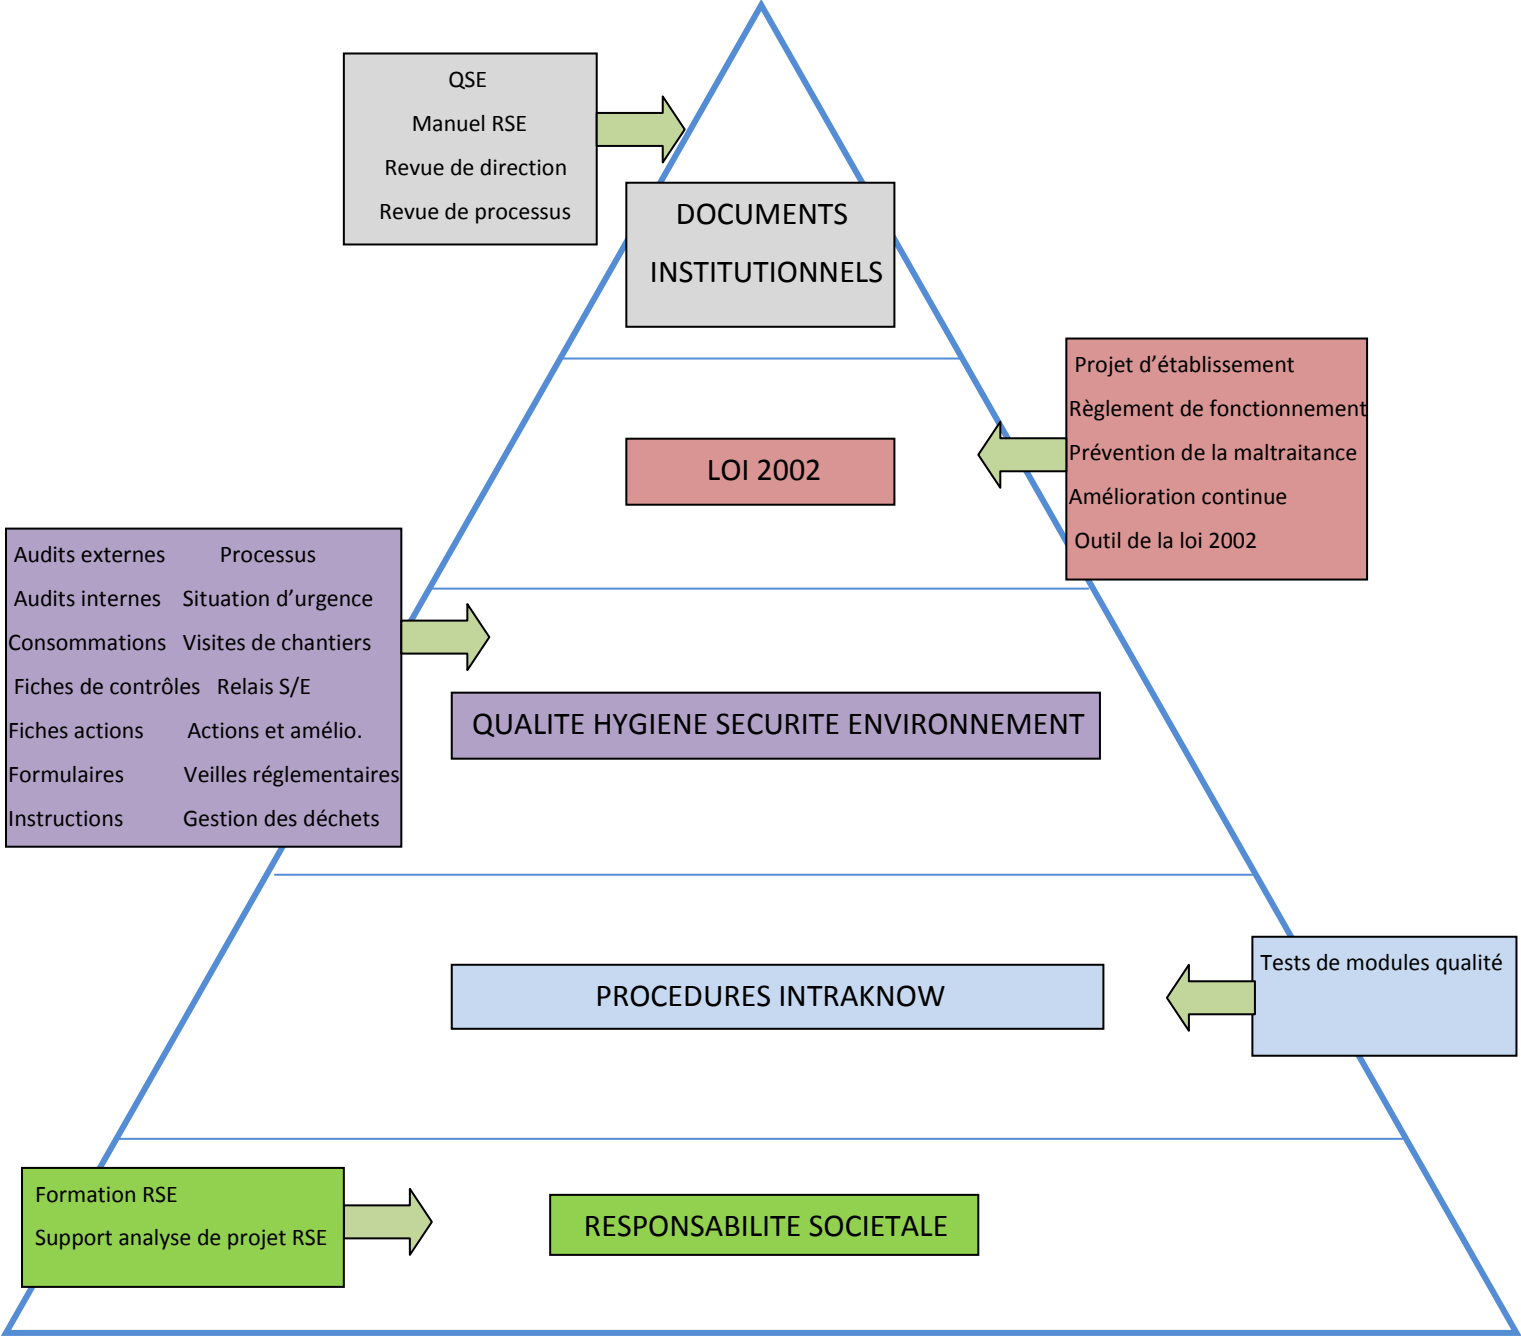 QSE
Manuel RSE
Revue de direction
Revue de processus
DOCUMENTS
INSTITUTIONNELS
Projet d’établissement
Règlement de fonctionnement
Prévention de la maltraitance
Amélioration continue
Outil de la loi 2002
LOI 2002
Audits externes Processus
Audits internes Situation d’urgence
Consommations Visites de chantiers
Fiches de contrôles Relais S/E
Fiches actions Actions et amélio.
Formulaires Veilles réglementaires
Instructions Gestion des déchets
QUALITE HYGIENE SECURITE ENVIRONNEMENT
Tests de modules qualité
PROCEDURES INTRAKNOW
Formation RSE
Support analyse de projet RSE
RESPONSABILITE SOCIETALE